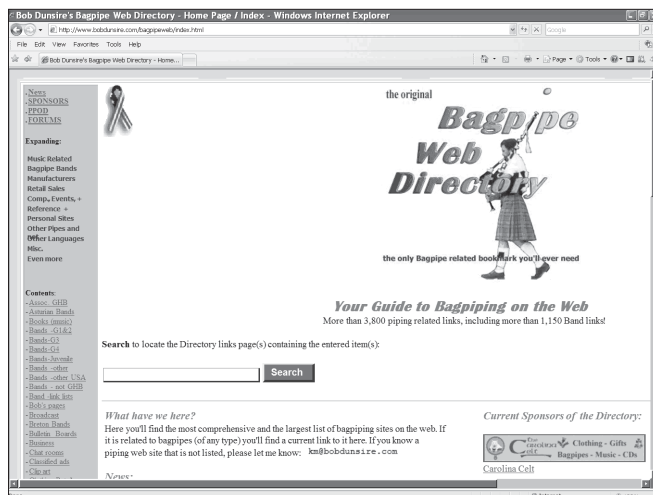 Bob Dunsire's Bagpipe Web Directory - Home Page / Index - Windows Internet Explorer
http://www.bobdunsire.com/bagpipeweb/index.html
Google
File Edit View Favorites Tools Help
Bob Dunsire's Bagpipe Web Directory - Home...
Page Tools
News
SPONSORS
PPOD
FORUMS
Expanding:
Music Related
Bagpipe Bands
Manufacturers
Retail Sales
Comp., Events, +
Reference +
Personal Sites
Other Pipes and
Other Languages
Misc.
Even more
Contents:
-Assoc. GHB
-Asturian Bands
-Books (music)
-Bands -G1&2
-Bands-G3
-Bands-G4
-Bands-Juvenile
-Bands -other
-Bands -other USA
-Bands - not GHB
-Band -link lists
-Bob's pages
-Broadcast
-Breton Bands
-Bulletin Boards
-Business
-Chat rooms
-Classified ads
-Clip art
the original
Bagpipe
Web
Directory
the only Bagpipe related bookmark you'll ever need
Your Guide to Bagpiping on the Web
More than 3,800 piping related links, including more than 1,150 Band links!
Search to locate the Directory links page(s) containing the entered item(s):
Search
What have we here?
Here you'll find the most comprehensive and the largest list of bagpiping sites on the web. If
it is related to bagpipes (of any type) you'll find a current link to it here. If you know a
piping web site that is not listed, please let me know: km@bobdunsire.com
News:
Current Sponsors of the Directory:
The Carolina Celt Clothing - Gifts
Bagpipes - Music - CDs
Carolina Celt